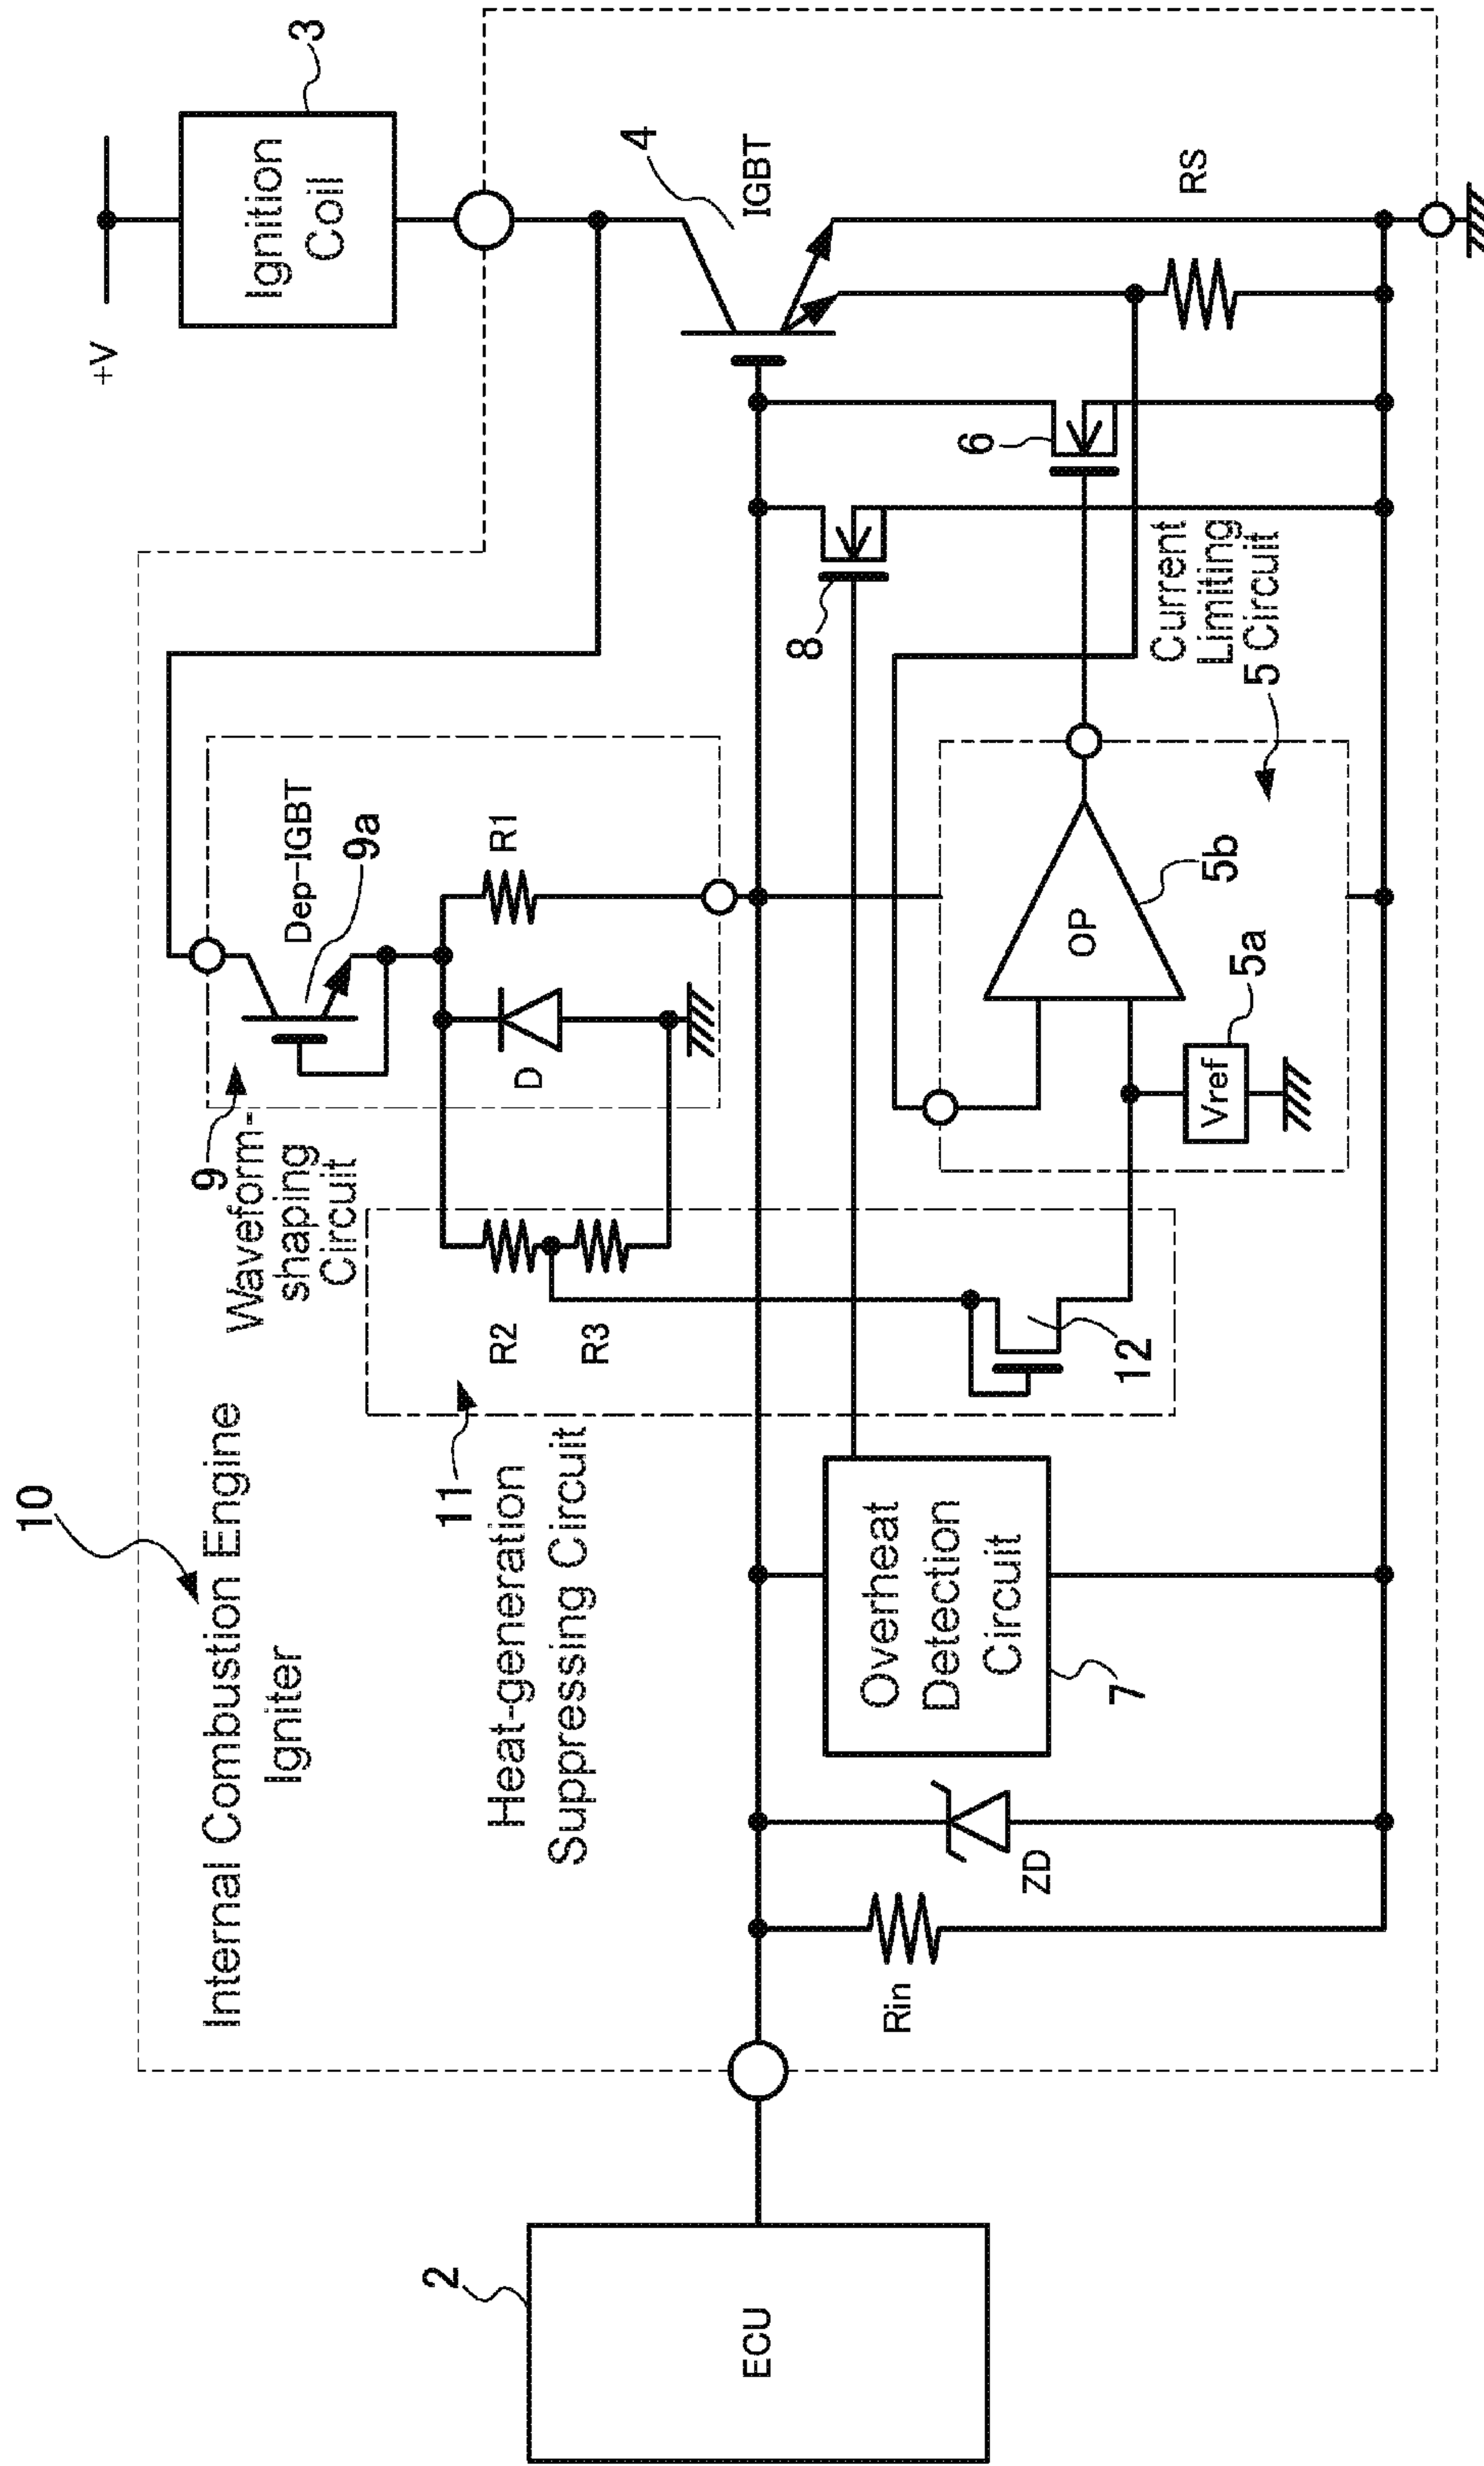 10
Internal Combustion Engine
Igniter
+V
3
Ignition
Coil
9
Waveform-
shaping
Circuit
Dep-IGBT
9a
D
R1
11
Heat-generation
Suppressing Circuit
R2
R3
12
4
IGBT
RS
6
8
2
ECU
Rin
ZD
Overheat
Detection
Circuit
7
Current
Limiting
5 Circuit
OP
5b
5a
Vref